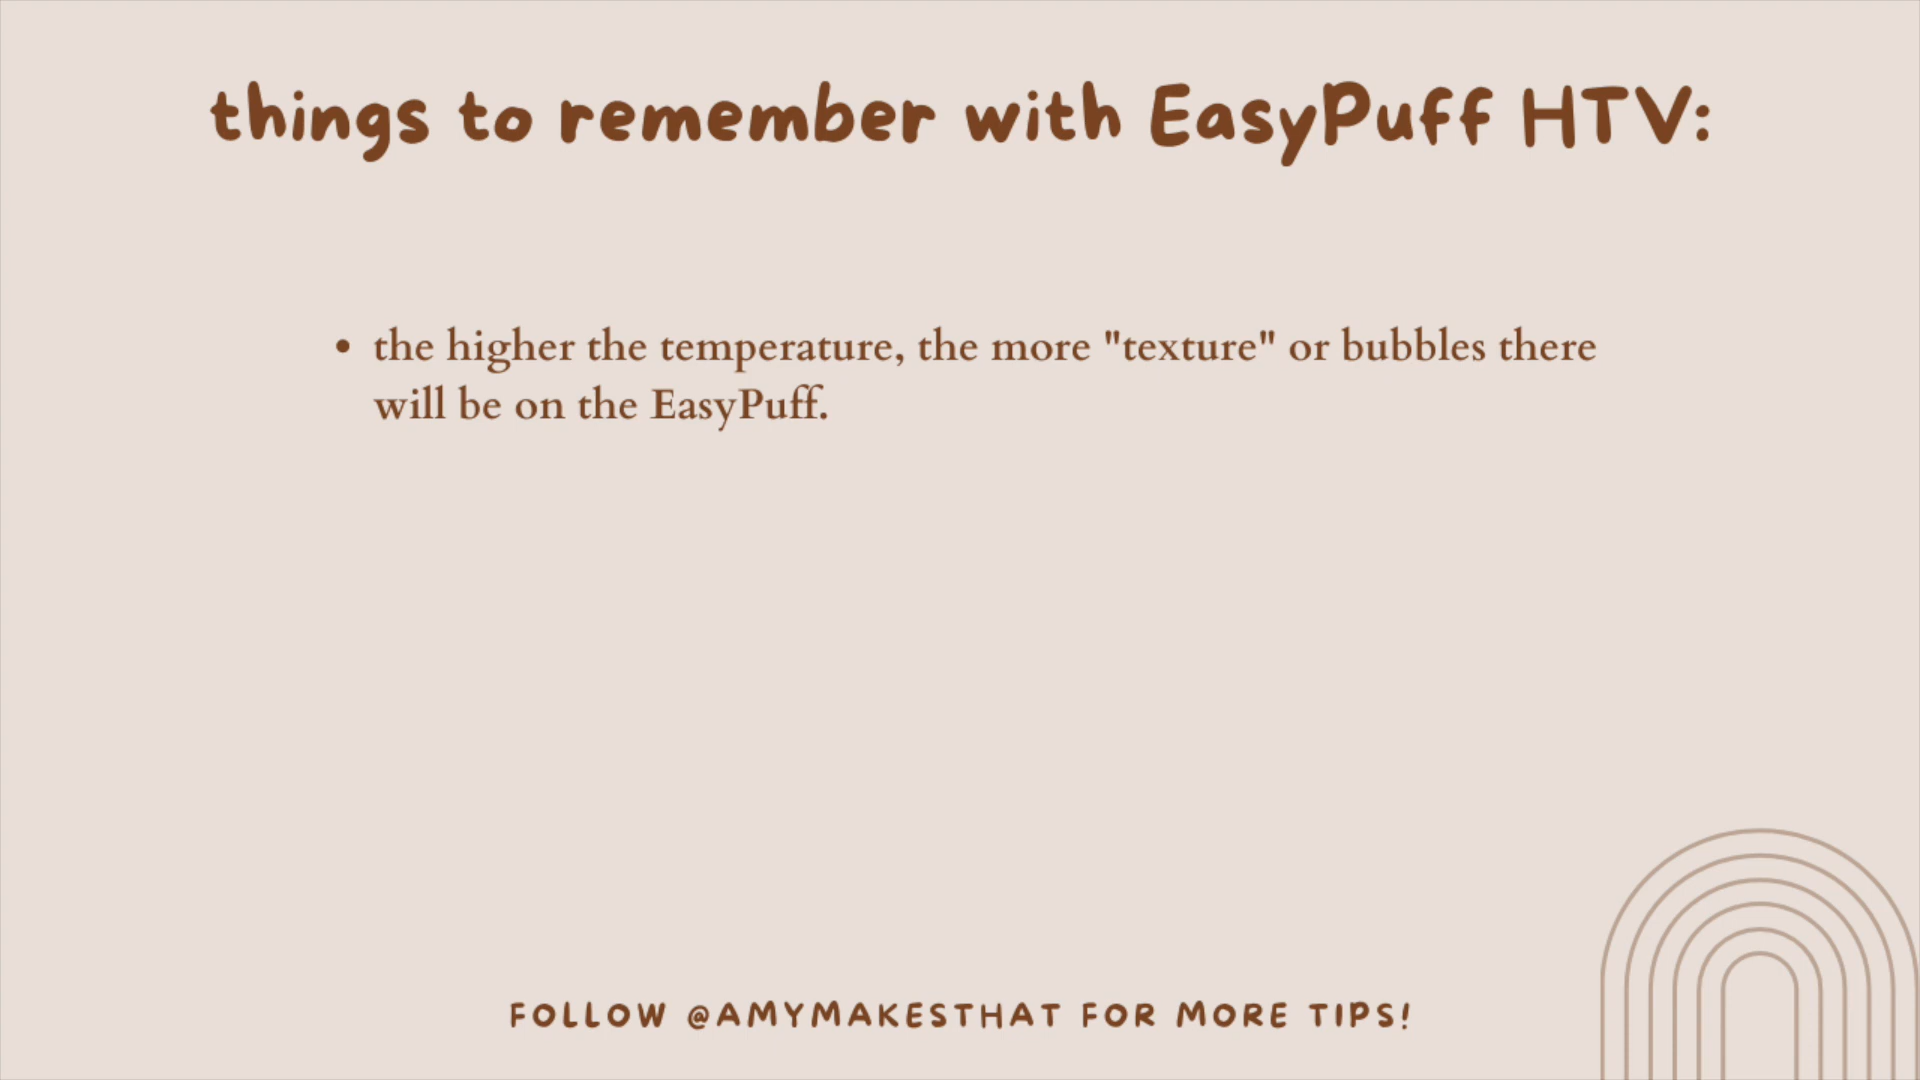 things to remember with EasyPuff HTV:
• the higher the temperature, the more "texture" or bubbles there
will be on the EasyPuff.
FOLLOW @AMYMAKESTHAT FOR MORE TIPS!